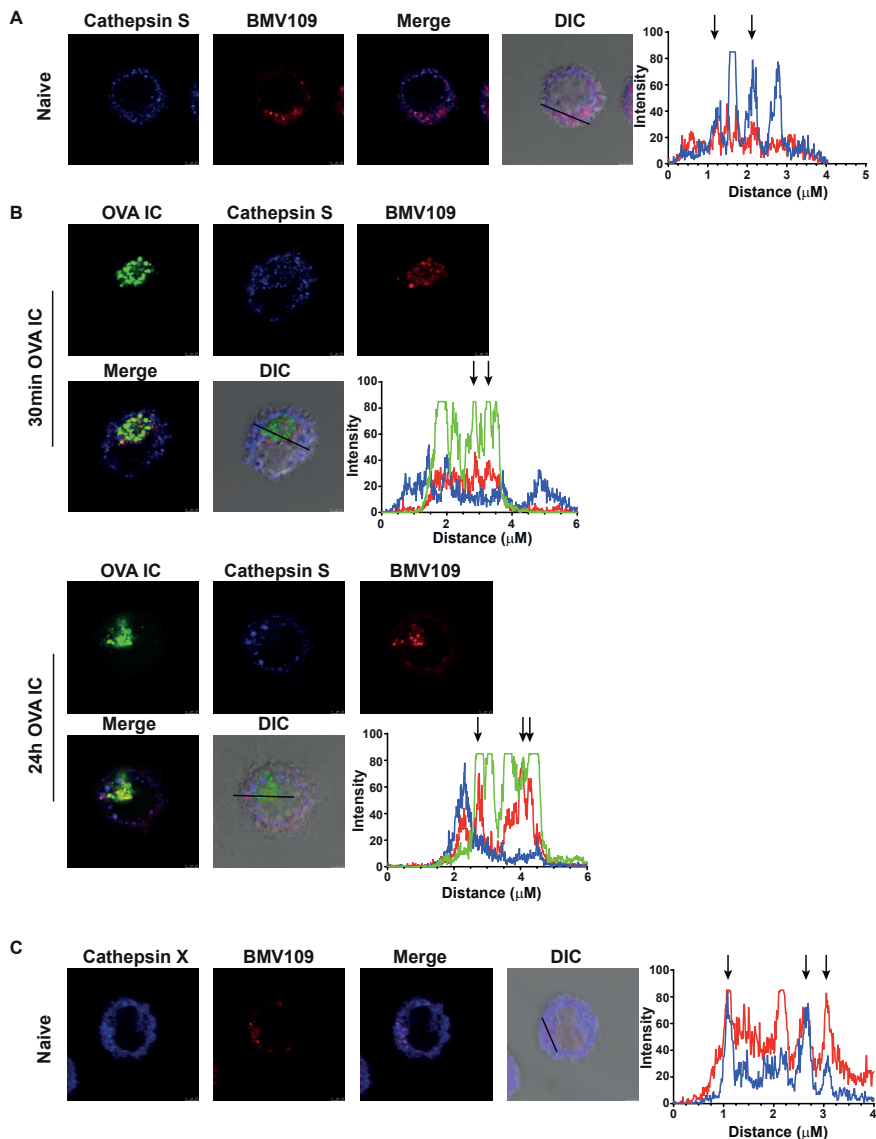 A
Cathepsin S BMV109 Merge DIC
Naive
Intensity
100
80
60
40
20
0
0 1 2 3 4 5
Distance (μM)
B
OVA IC Cathepsin S BMV109
30min OVA IC
Merge DIC
Intensity
100
80
60
40
20
0
0 2 4 6
Distance (μM)
OVA IC Cathepsin S BMV109
24h OVA IC
Merge DIC
Intensity
100
80
60
40
20
0
0 2 4 6
Distance (μM)
C
Cathepsin X BMV109 Merge DIC
Naive
Intensity
100
80
60
40
20
0
0 1 2 3 4
Distance (μM)